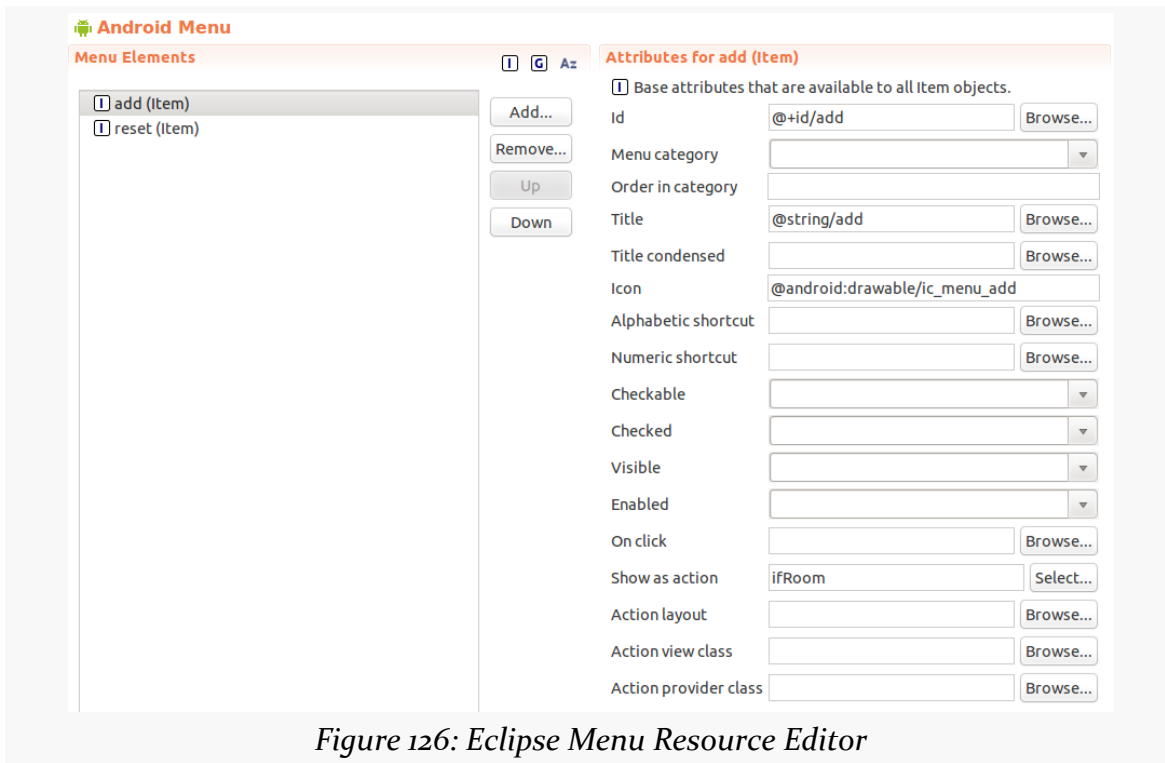 Android Menu
Menu Elements
I G Az
I add (Item)
I reset (Item)
Add...
Remove...
Up
Down
Attributes for add (Item)
I Base attributes that are available to all Item objects.
Id @+id/add Browse...
Menu category
Order in category
Title @string/add Browse...
Title condensed Browse...
Icon @android:drawable/ic_menu_add
Alphabetic shortcut Browse...
Numeric shortcut Browse...
Checkable
Checked
Visible
Enabled
On click Browse...
Show as action ifRoom Select...
Action layout Browse...
Action view class Browse...
Action provider class Browse...
Figure 126: Eclipse Menu Resource Editor